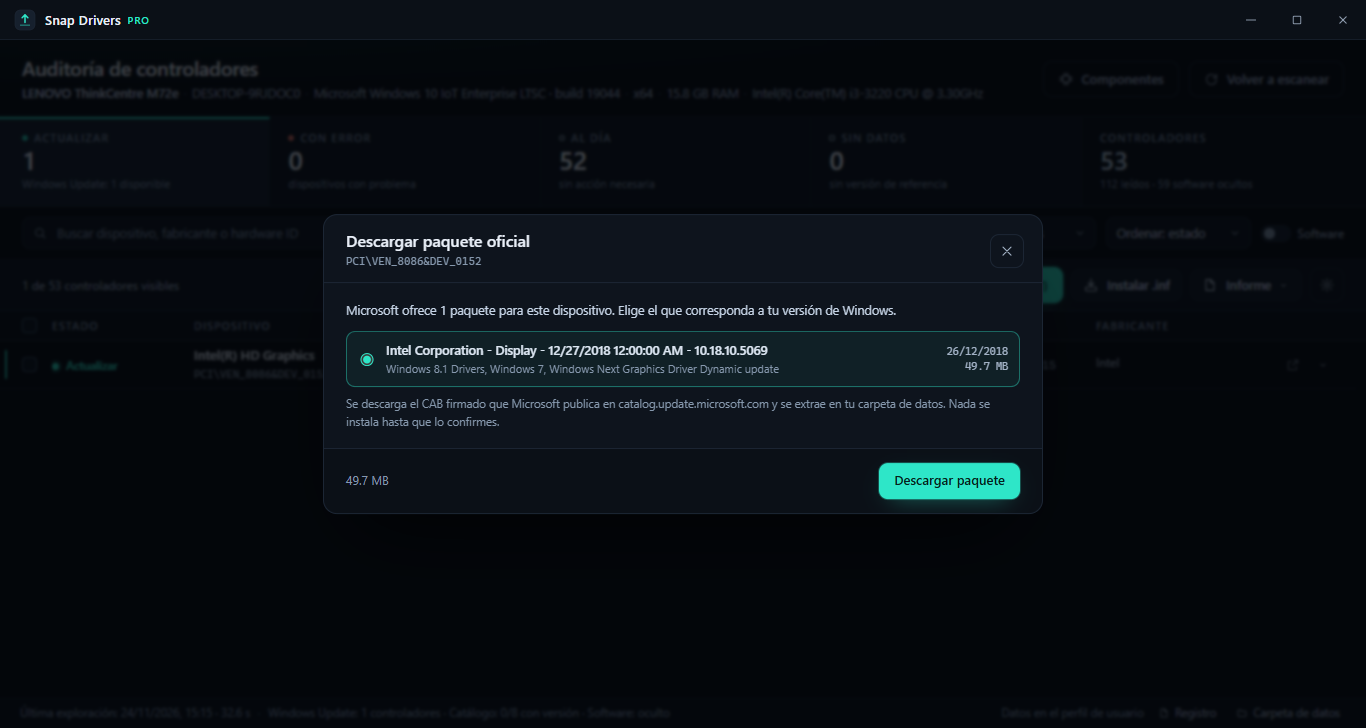 Snap Drivers PRO
Auditoría de controladores
Componentes
Volver a escanear
LENOVO ThinkCentre M72e DESKTOP-9RJDOCD Microsoft Windows 10 IoT Enterprise LTSC · build 19044 x64 15.8 GB RAM Intel(R) Core(TM) i3-3220 CPU @ 3.30GHz
ACTUALIZAR
1
Windows Update: 1 disponible
CON ERROR
0
dispositivos con problema
AL DÍA
52
sin acción necesaria
SIN DATOS
0
sin versión de referencia
CONTROLADORES
53
112 leídos · 59 software ocultos
Buscar dispositivo, fabricante o hardware ID
Ordenar: estado
Software
1 de 53 controladores visibles
Instalar .inf
Informe
ESTADO DISPOSITIVO FABRICANTE
Actualizar
Intel(R) HD Graphics
Intel
Descargar paquete oficial
PCI\VEN_8086&DEV_0152
Microsoft ofrece 1 paquete para este dispositivo. Elige el que corresponda a tu versión de Windows.
Intel Corporation - Display - 12/27/2018 12:00:00 AM - 10.18.10.5069
26/12/2018
Windows 8.1 Drivers, Windows 7, Windows Next Graphics Driver Dynamic update
49.7 MB
Se descarga el CAB firmado que Microsoft publica en catalog.update.microsoft.com y se extrae en tu carpeta de datos. Nada se
instala hasta que lo confirmes.
49.7 MB
Descargar paquete
Última exploración: 24/11/2026, 15:15 · 32.8 s Windows Update: 1 controladores · Catálogo: 0/0 con versión · Software oculto
Datos en el perfil de usuario Registro Carpeta de datos